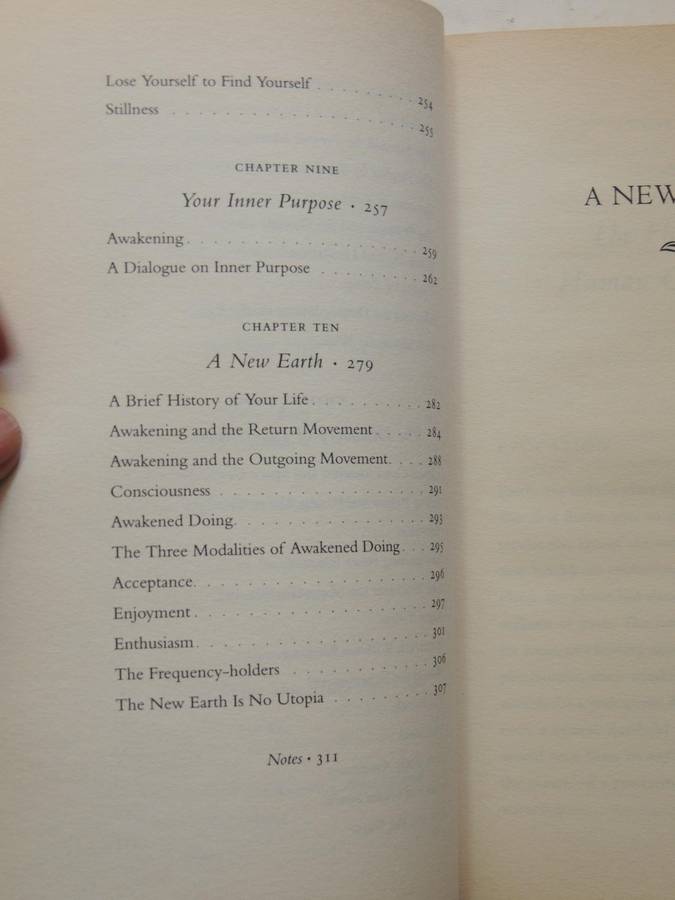 Lose Yourself to Find Yourself . . . . . . . . 254
Stillness . . . . . . . . . . . . . . . . . . . 255
CHAPTER NINE
Your Inner Purpose · 257
Awakening. . . . . . . . . . . . . . . . . . . 259
A Dialogue on Inner Purpose . . . . . . . . . 262
CHAPTER TEN
A New Earth · 279
A Brief History of Your Life. . . . . . . . . . 282
Awakening and the Return Movement. . . . . 284
Awakening and the Outgoing Movement. . . . 288
Consciousness . . . . . . . . . . . . . . . . . 291
Awakened Doing. . . . . . . . . . . . . . . . 293
The Three Modalities of Awakened Doing. . . 295
Acceptance. . . . . . . . . . . . . . . . . . . 296
Enjoyment . . . . . . . . . . . . . . . . . . . 297
Enthusiasm. . . . . . . . . . . . . . . . . . . 301
The Frequency-holders . . . . . . . . . . . . 306
The New Earth Is No Utopia . . . . . . . . . 307
Notes · 311
A NEW